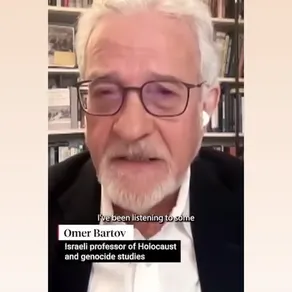 I've been listening to some
Omer Bartov
Israeli professor of Holocaust
and genocide studies